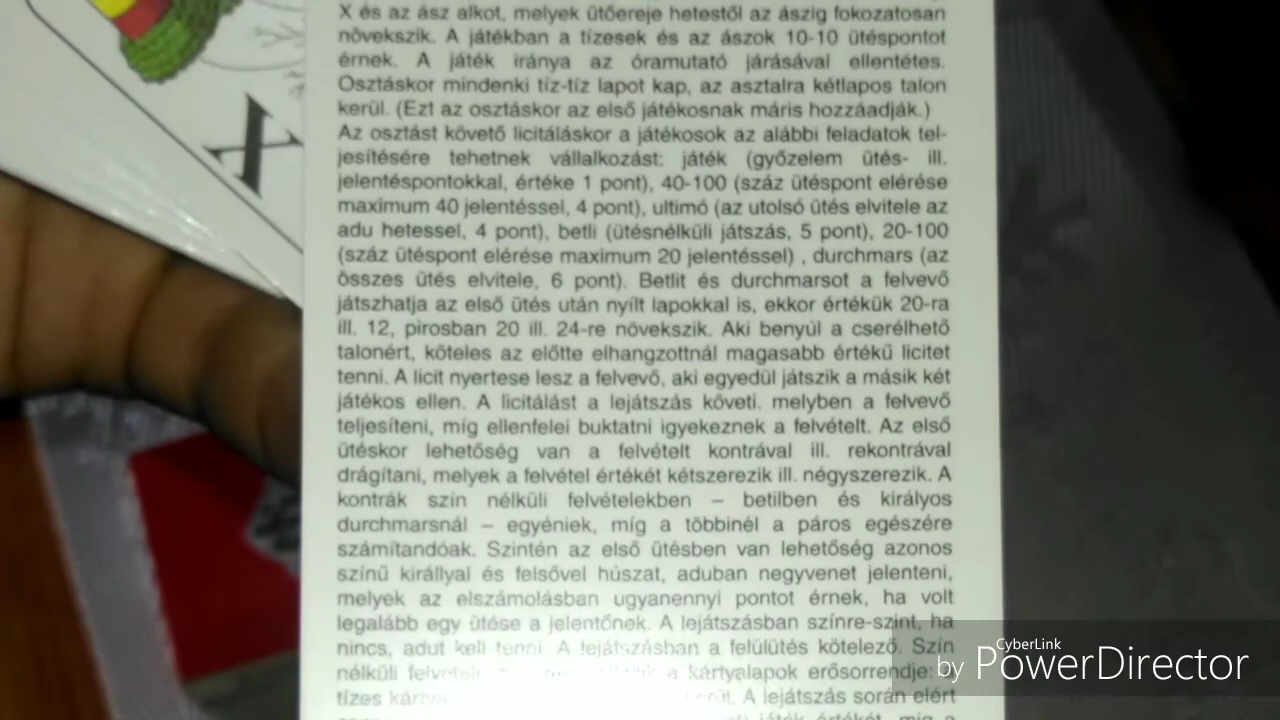 X
X és az ász alkot, melyek ütőereje hetestől az ászig fokozatosan
növekszik. A játékban a tízesek és az ászok 10-10 ütéspontot
érnek. A játék iránya az óramutató járásával ellentétes.
Osztáskor mindenki tíz-tíz lapot kap, az asztalra kétlapos talon
kerül. (Ezt az osztáskor az első játékosnak máris hozzáadják.)
Az osztást követő licitáláskor a játékosok az alábbi feladatok tel-
jesítésére tehetnek vállalkozást: játék (győzelem ütés- ill.
jelentéspontokkal, értéke 1 pont), 40-100 (száz ütéspont elérése
maximum 40 jelentéssel, 4 pont), ultimó (az utolsó ütés elvitele az
adu hetessel, 4 pont), betli (ütésnélküli játszás, 5 pont), 20-100
(száz ütéspont elérése maximum 20 jelentéssel) , durchmars (az
összes ütés elvitele, 6 pont). Betlit és durchmarsot a felvevő
játszhatja az első ütés után nyílt lapokkal is, ekkor értékük 20-ra
ill. 12, pirosban 20 ill. 24-re növekszik. Aki benyúl a cserélhető
talonért, köteles az előtte elhangzottnál magasabb értékű licitet
tenni. A licit nyertese lesz a felvevő, aki egyedül játszik a másik két
játékos ellen. A licitálást a lejátszás követi. melyben a felvevő
teljesíteni, míg ellenfelei buktatni igyekeznek a felvételt. Az első
ütéskor lehetőség van a felvételt kontrával ill. rekontrával
drágítani, melyek a felvétel értékét kétszerezik ill. négyszerezik. A
kontrák szín nélküli felvételekben – betilben és királyos
durchmarsnál – egyéniek, míg a többinél a páros egészére
számítandóak. Szintén az első ütésben van lehetőség azonos
színű királlyal és felsővel húszat, aduban negyvenet jelenteni,
melyek az elszámolásban ugyanennyi pontot érnek, ha volt
legalább egy ütése a jelentőnek. A lejátszásban színre-színt, ha
nincs, adut kell tenni. A lejátszásban a felülütés kötelező. Szín
nélküli a kártyalapok erősorrendje:
tízes A lejátszás során elért
játék értékét, míg a
CyberLink
by PowerDirector